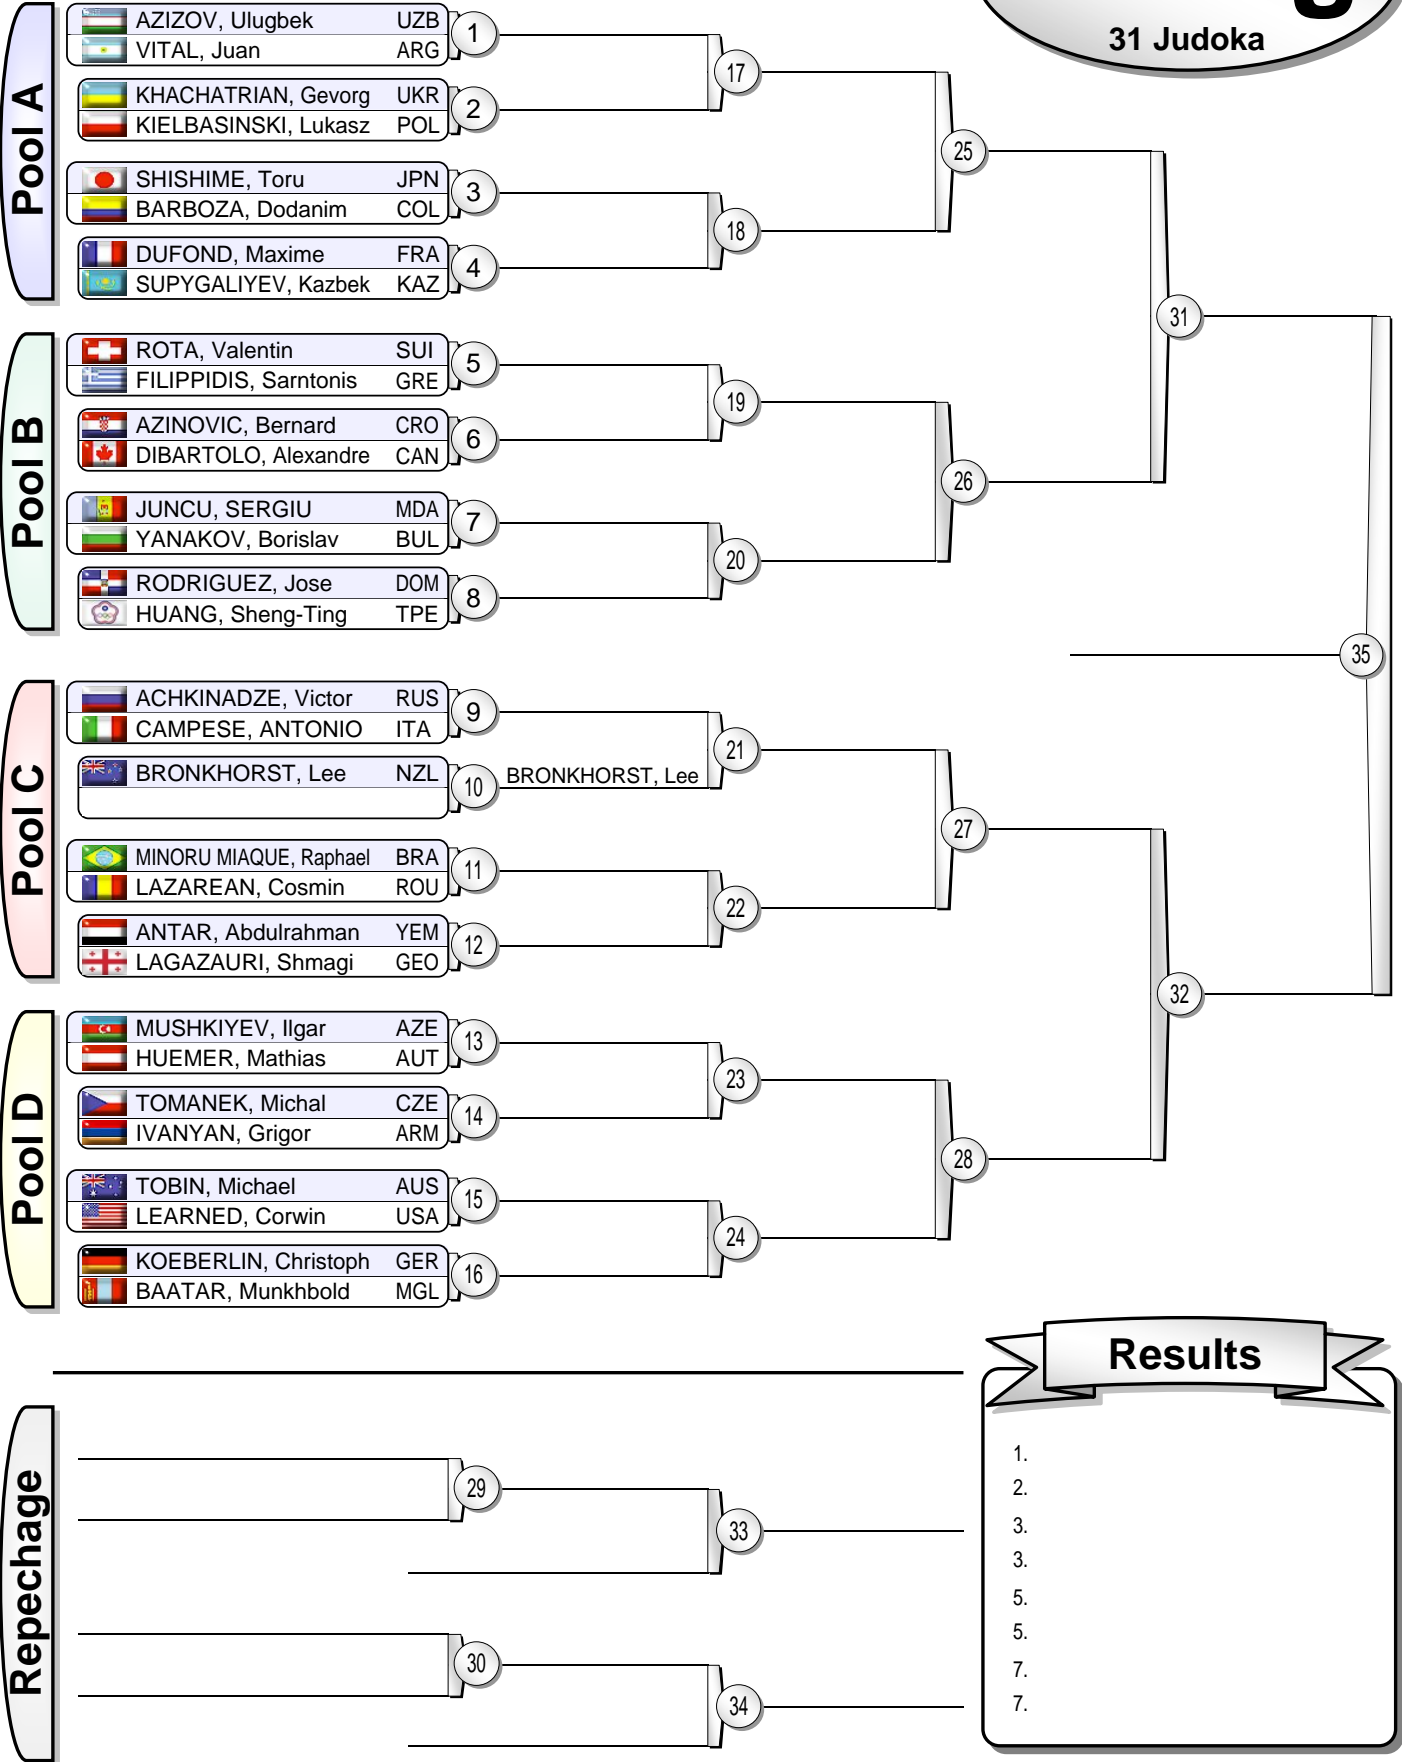 31 Judoka
Pool A
AZIZOV, Ulugbek UZB
VITAL, Juan ARG
1
KHACHATRIAN, Gevorg UKR
KIELBASINSKI, Lukasz POL
2
17
SHISHIME, Toru JPN
BARBOZA, Dodanim COL
3
DUFOND, Maxime FRA
SUPYGALIYEV, Kazbek KAZ
4
18
25
Pool B
ROTA, Valentin SUI
FILIPPIDIS, Sarntonis GRE
5
AZINOVIC, Bernard CRO
DIBARTOLO, Alexandre CAN
6
19
JUNCU, SERGIU MDA
YANAKOV, Borislav BUL
7
RODRIGUEZ, Jose DOM
HUANG, Sheng-Ting TPE
8
20
26
31
35
Pool C
ACHKINADZE, Victor RUS
CAMPESE, ANTONIO ITA
9
BRONKHORST, Lee NZL
10
BRONKHORST, Lee
21
MINORU MIAQUE, Raphael BRA
LAZAREAN, Cosmin ROU
11
ANTAR, Abdulrahman YEM
LAGAZAURI, Shmagi GEO
12
22
27
Pool D
MUSHKIYEV, Ilgar AZE
HUEMER, Mathias AUT
13
TOMANEK, Michal CZE
IVANYAN, Grigor ARM
14
23
TOBIN, Michael AUS
LEARNED, Corwin USA
15
KOEBERLIN, Christoph GER
BAATAR, Munkhbold MGL
16
24
28
32
Repechage
29
33
30
34
Results
1.
2.
3.
3.
5.
5.
7.
7.